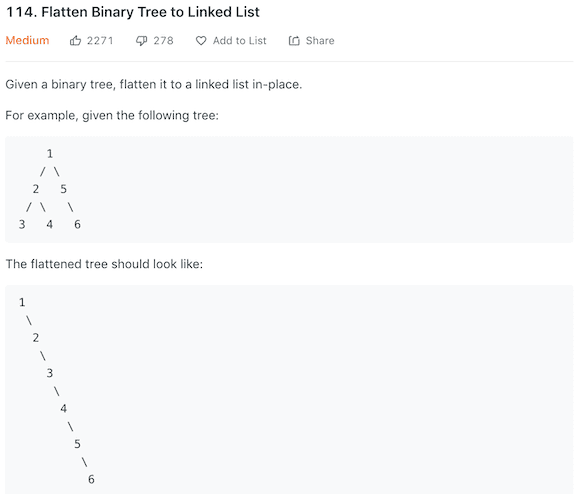 114. Flatten Binary Tree to Linked List
Medium 2271 278 Add to List Share
Given a binary tree, flatten it to a linked list in-place.
For example, given the following tree:
    1
   / \
  2   5
 / \   \
3   4   6
The flattened tree should look like:
1
 \
  2
   \
    3
     \
      4
       \
        5
         \
          6